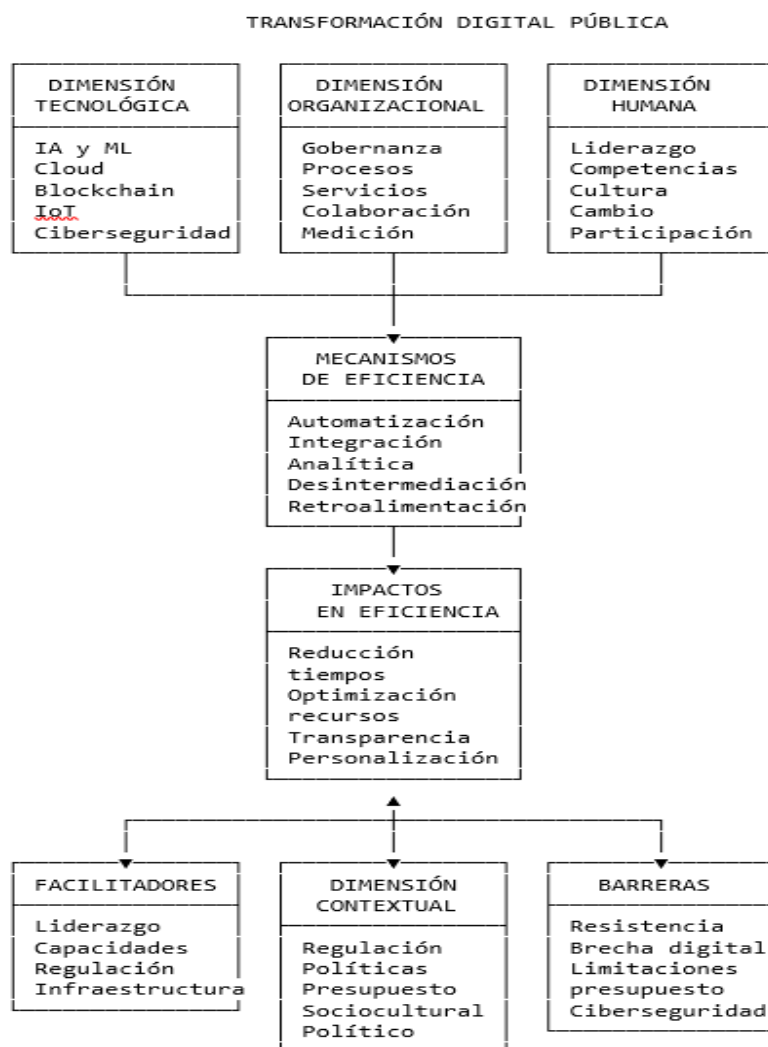 TRANSFORMACIÓN DIGITAL PÚBLICA
DIMENSIÓN
TECNOLÓGICA
IA y ML
Cloud
Blockchain
IoT
Ciberseguridad
DIMENSIÓN
ORGANIZACIONAL
Gobernanza
Procesos
Servicios
Colaboración
Medición
DIMENSIÓN
HUMANA
Liderazgo
Competencias
Cultura
Cambio
Participación
MECANISMOS
DE EFICIENCIA
Automatización
Integración
Analítica
Desintermediación
Retroalimentación
IMPACTOS
EN EFICIENCIA
Reducción
tiempos
Optimización
recursos
Transparencia
Personalización
FACILITADORES
Liderazgo
Capacidades
Regulación
Infraestructura
DIMENSIÓN
CONTEXTUAL
Regulación
Políticas
Presupuesto
Sociocultural
Político
BARRERAS
Resistencia
Brecha digital
Limitaciones
presupuesto
Ciberseguridad